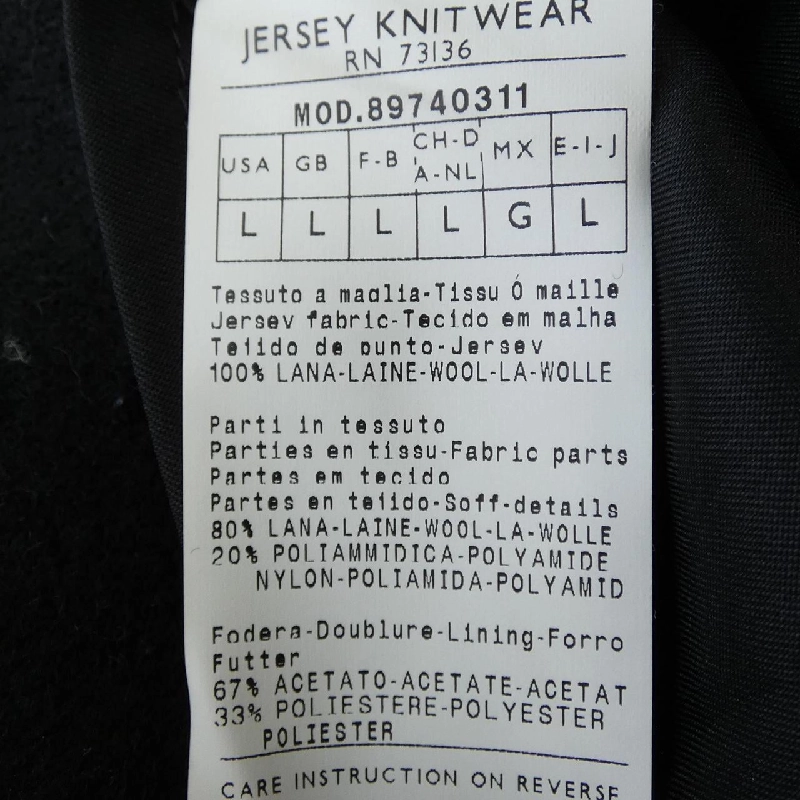 JERSEY KNITWEAR
RN 73136
MOD.89740311
USA GB F-B CH-D A-NL MX E-I-J
L L L L G L
Tessuto a maglia-Tissu Ó maille
Jersey fabric-Tecido em malha
Tejido de punto-Jersey
100% LANA-LAINE-WOOL-LA-WOLLE
Parti in tessuto
Parties en tissu-Fabric parts
Partes em tecido
Partes en tejido-Soff-details
80% LANA-LAINE-WOOL-LA-WOLLE
20% POLIAMMIDICA-POLYAMIDE
NYLON-POLIAMIDA-POLYAMID
Fodera-Doublure-Lining-Forro
Futter
67% ACETATO-ACETATE-ACETAT
33% POLIESTERE-POLYESTER
POLIESTER
CARE INSTRUCTION ON REVERSE